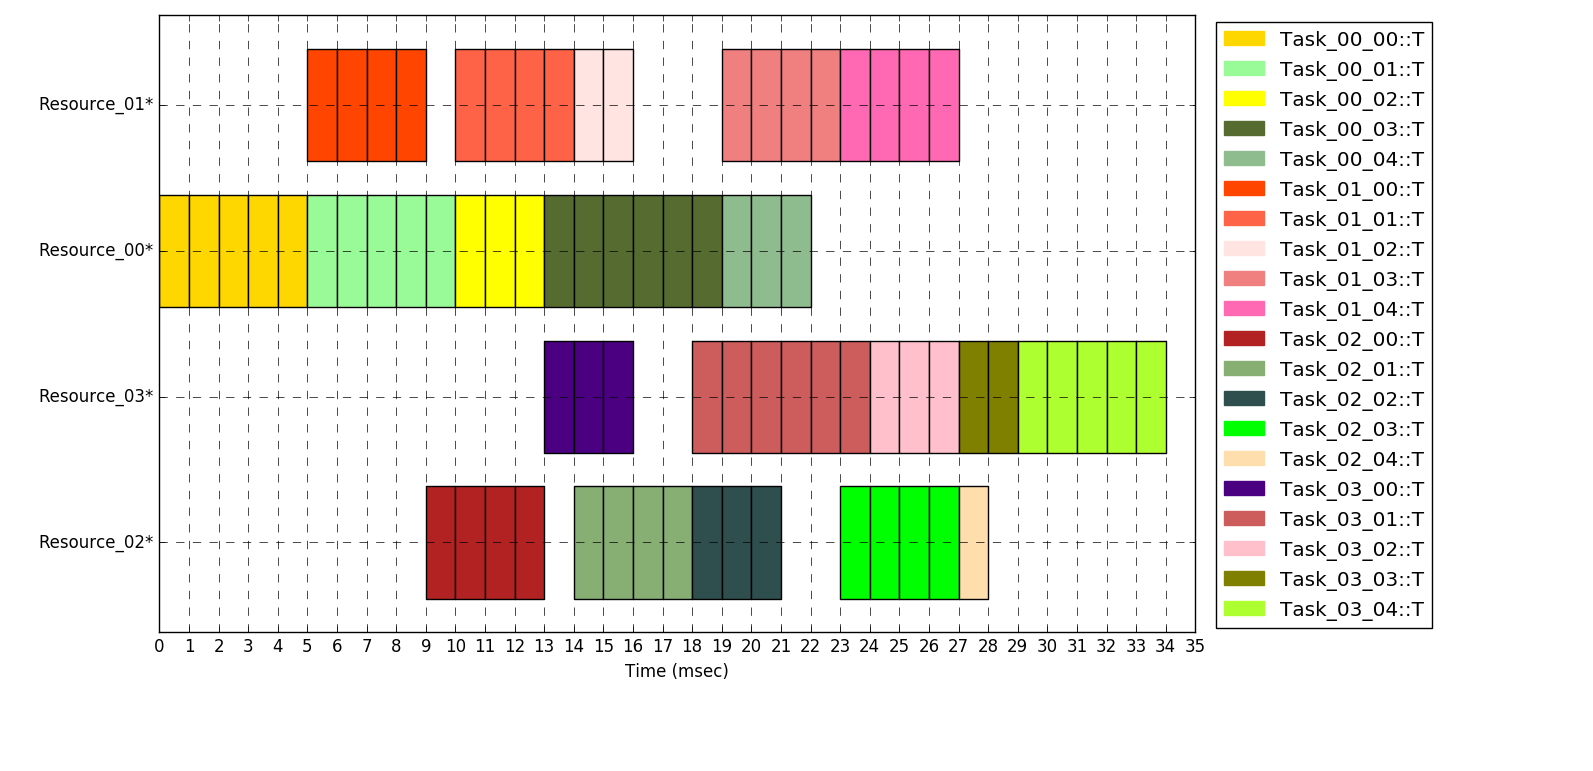 Resource_01*
Resource_00*
Resource_03*
Resource_02*
0 1 2 3 4 5 6 7 8 9 10 11 12 13 14 15 16 17 18 19 20 21 22 23 24 25 26 27 28 29 30 31 32 33 34 35
Time (msec)
Task_00_00::T
Task_00_01::T
Task_00_02::T
Task_00_03::T
Task_00_04::T
Task_01_00::T
Task_01_01::T
Task_01_02::T
Task_01_03::T
Task_01_04::T
Task_02_00::T
Task_02_01::T
Task_02_02::T
Task_02_03::T
Task_02_04::T
Task_03_00::T
Task_03_01::T
Task_03_02::T
Task_03_03::T
Task_03_04::T